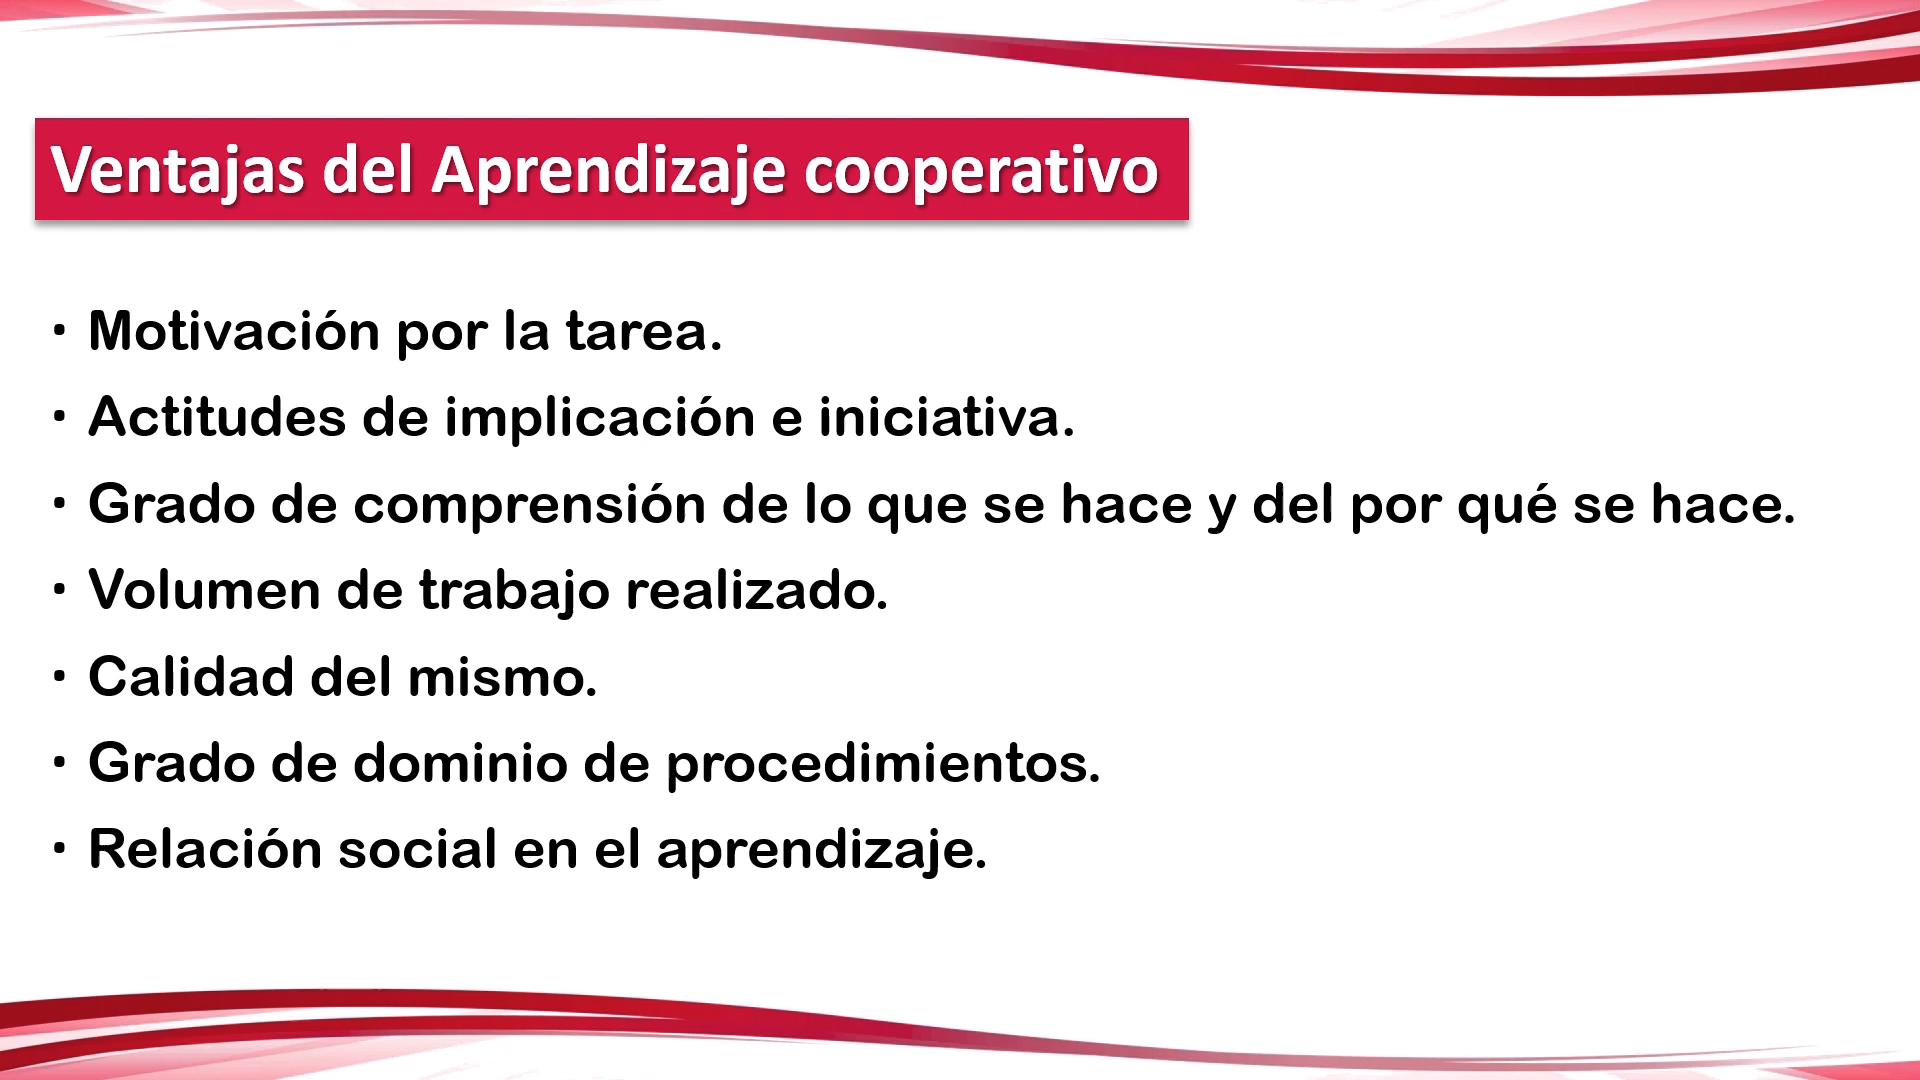 Ventajas del Aprendizaje cooperativo
• Motivación por la tarea.
• Actitudes de implicación e iniciativa.
• Grado de comprensión de lo que se hace y del por qué se hace.
• Volumen de trabajo realizado.
• Calidad del mismo.
• Grado de dominio de procedimientos.
• Relación social en el aprendizaje.